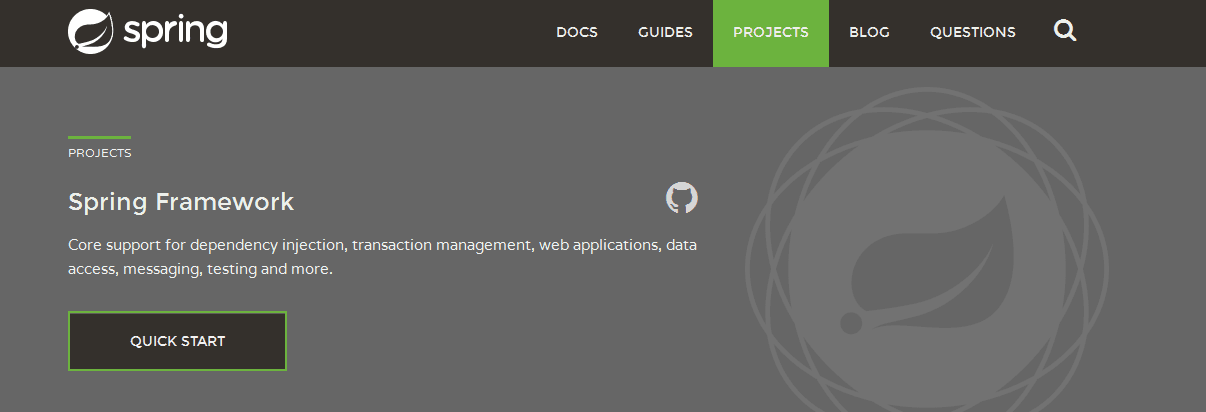 spring
DOCS GUIDES PROJECTS BLOG QUESTIONS
PROJECTS
Spring Framework
Core support for dependency injection, transaction management, web applications, data
access, messaging, testing and more.
QUICK START